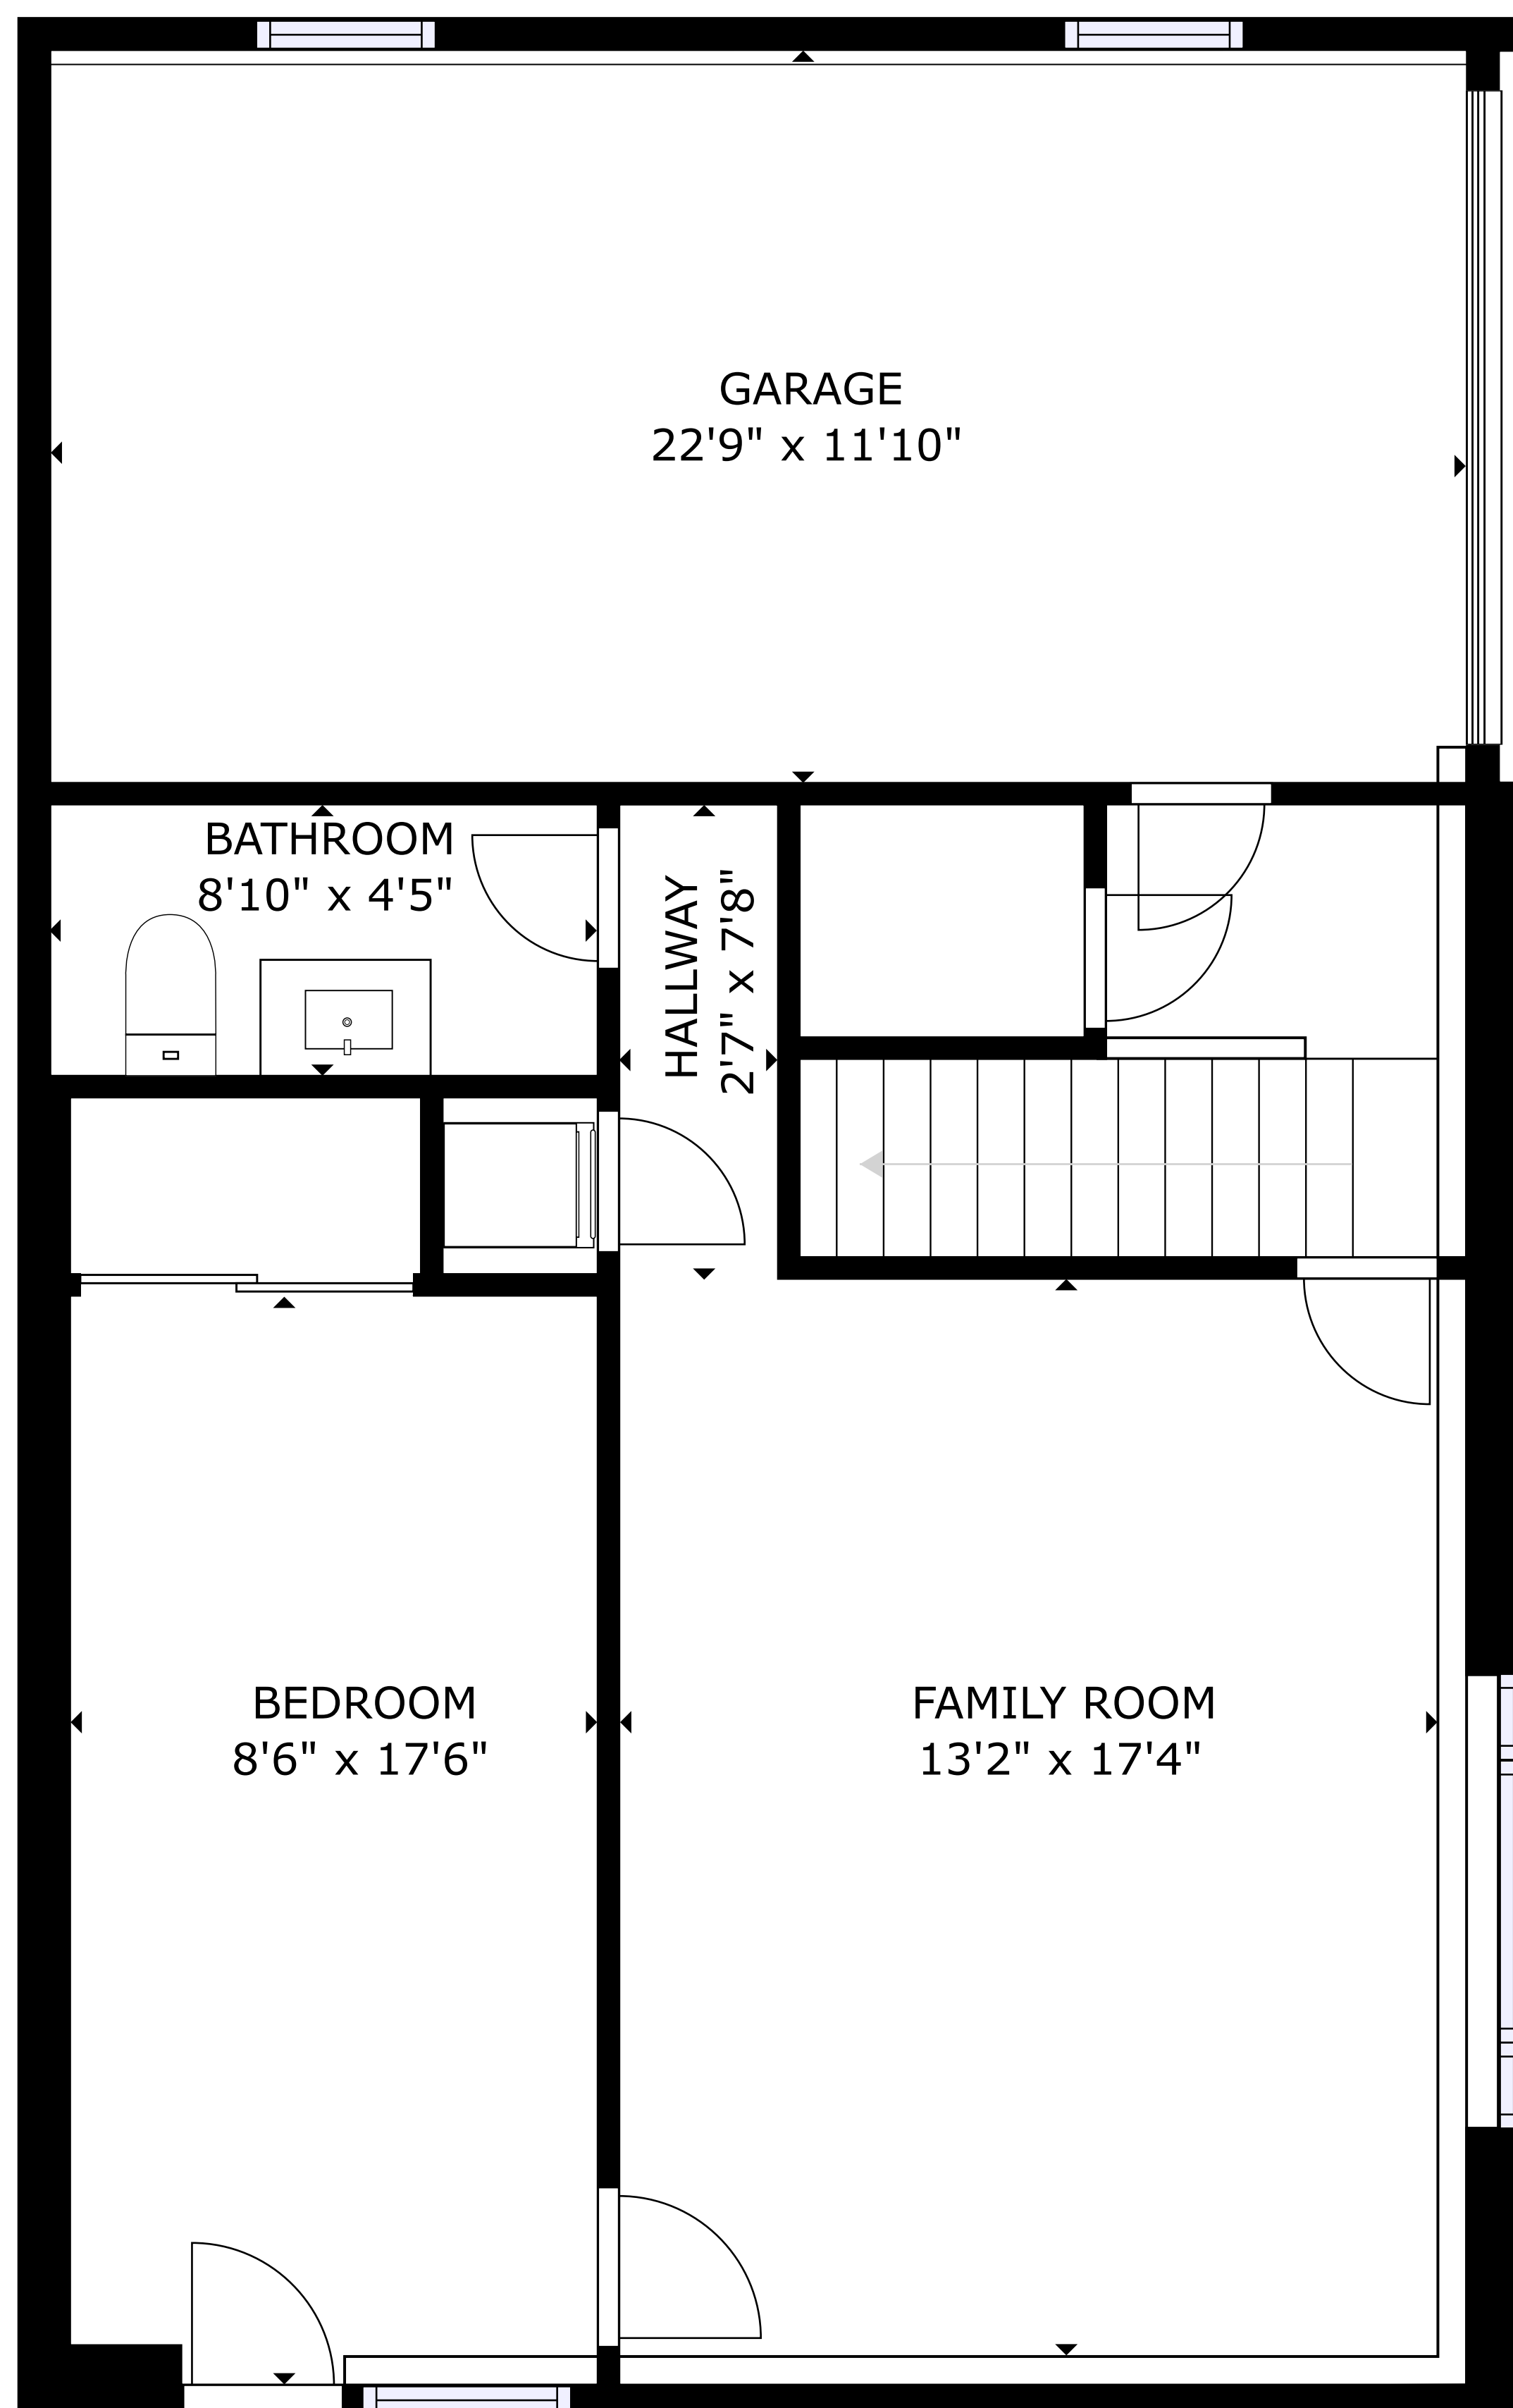 GARAGE
22'9" x 11'10"
BATHROOM
8'10" x 4'5"
HALLWAY
2'7" x 7'8"
BEDROOM
8'6" x 17'6"
FAMILY ROOM
13'2" x 17'4"